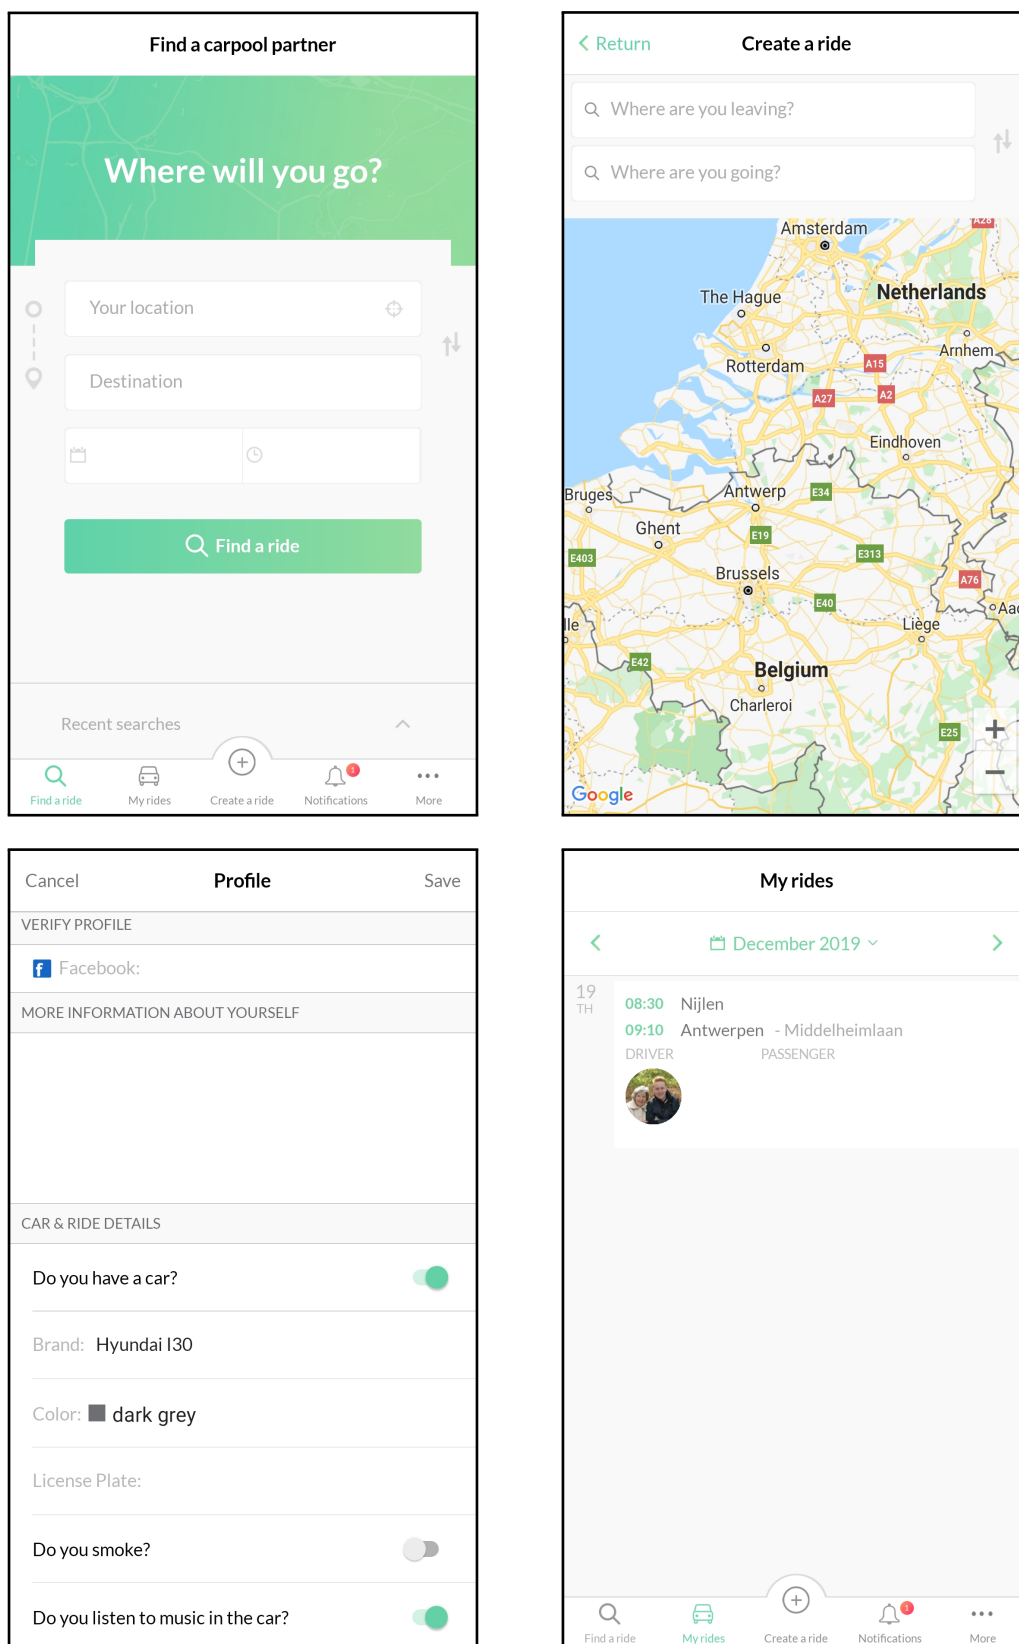 Find a carpool partner
Where will you go?
Your location
Destination
Find a ride
Recent searches
Find a ride
My rides
Create a ride
Notifications
1
More
Return
Create a ride
Where are you leaving?
Where are you going?
Amsterdam
A28
The Hague
Netherlands
Rotterdam
Arnhem
A15
A27
A2
Eindhoven
Bruges
Antwerp
E34
Ghent
E19
E403
E313
Brussels
A76
E40
Liège
E42
Belgium
Charleroi
E25
+
−
Google
Cancel
Profile
Save
VERIFY PROFILE
f Facebook:
MORE INFORMATION ABOUT YOURSELF
CAR & RIDE DETAILS
Do you have a car?
Brand: Hyundai I30
Color: dark grey
License Plate:
Do you smoke?
Do you listen to music in the car?
My rides
December 2019
19
TH
08:30 Nijlen
09:10 Antwerpen - Middelheimlaan
DRIVER PASSENGER
Find a ride
My rides
Create a ride
Notifications
1
More